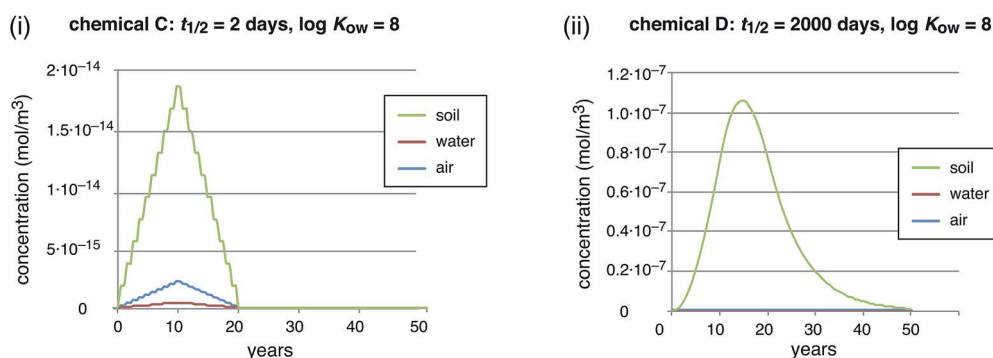 (i) chemical C: t1/2 = 2 days, log Kow = 8
2·10−14
1.5·10−14
1·10−14
5·10−15
0
concentration (mol/m3)
soil
water
air
0 10 20 30 40 50
years
(ii) chemical D: t1/2 = 2000 days, log Kow = 8
1.2·10−7
1.0·10−7
0.8·10−7
0.6·10−7
0.4·10−7
0.2·10−7
0
concentration (mol/m3)
soil
water
air
0 10 20 30 40 50
years